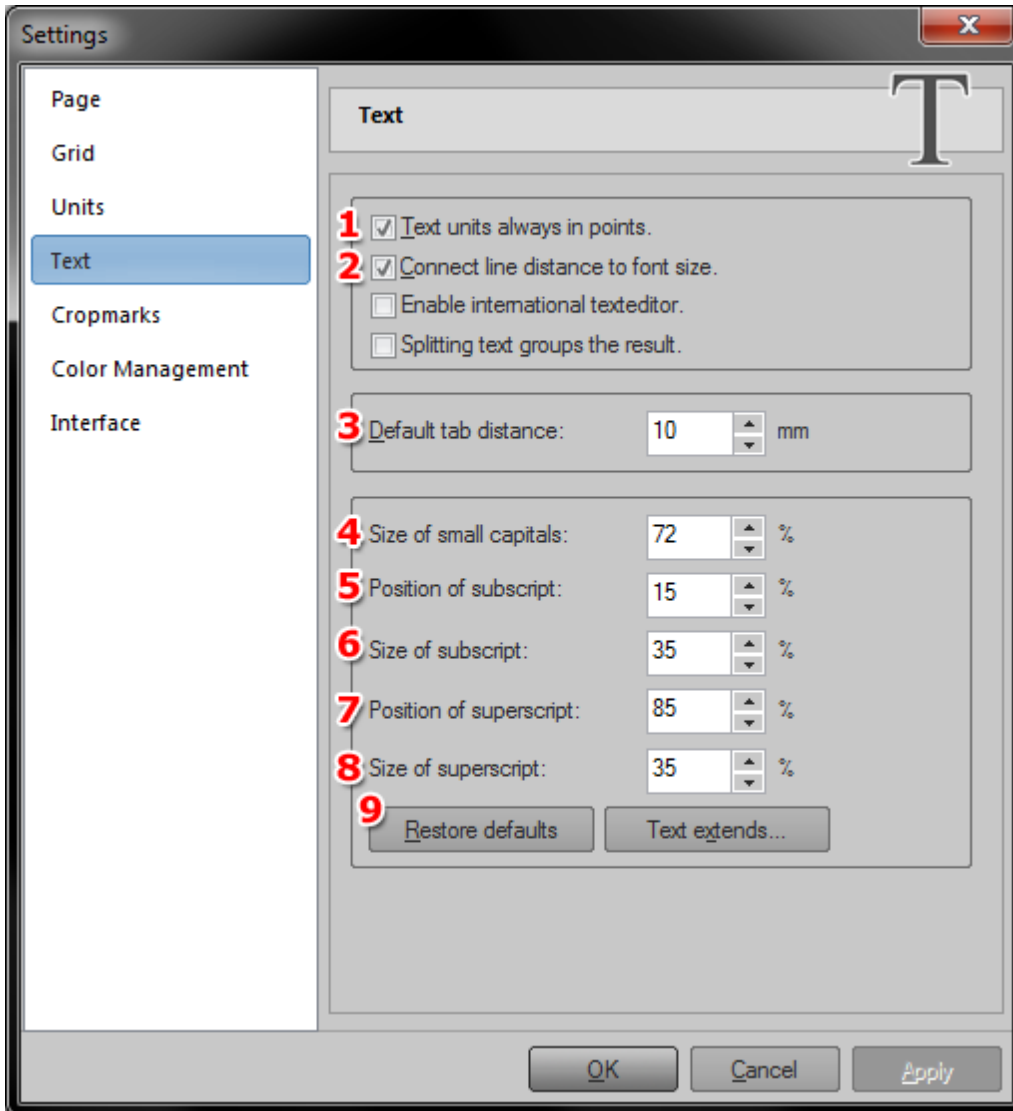 Settings
X
Page
Grid
Units
Text
Cropmarks
Color Management
Interface
Text T
1 Text units always in points.
2 Connect line distance to font size.
Enable international texteditor.
Splitting text groups the result.
3 Default tab distance: 10 mm
4 Size of small capitals: 72 %
5 Position of subscript: 15 %
6 Size of subscript: 35 %
7 Position of superscript: 85 %
8 Size of superscript: 35 %
9 Restore defaults Text extends...
OK Cancel Apply